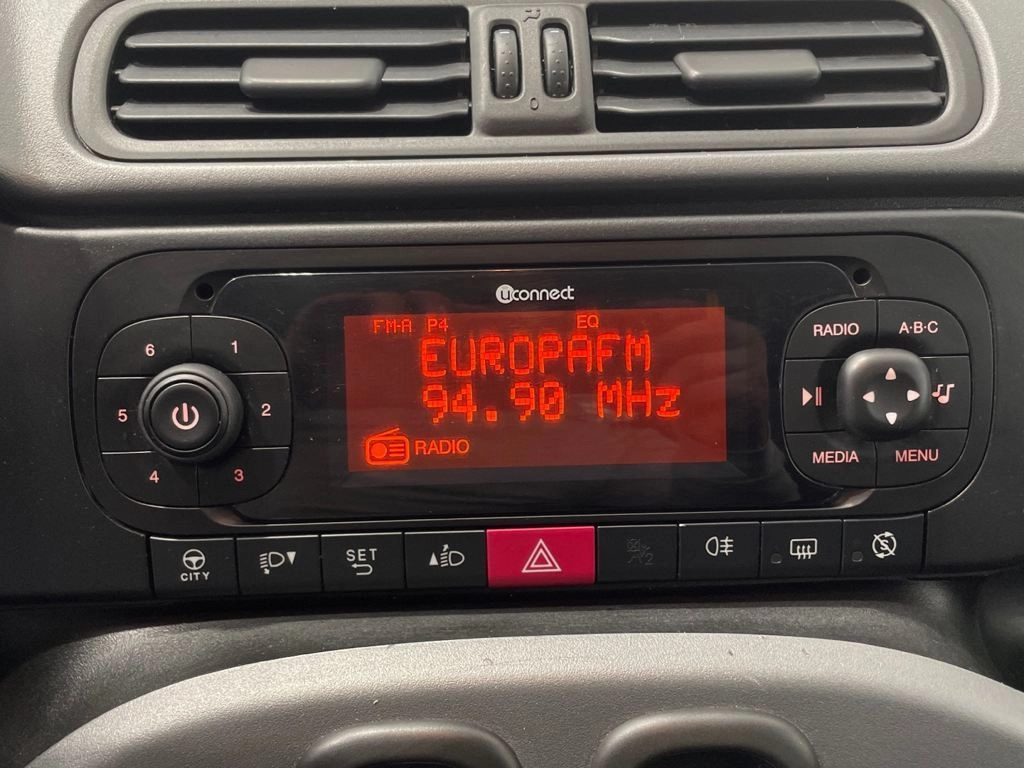 0
uconnect
FM-A P4 EQ
EUROPAFM
94.90 MHz
RADIO
6 1
5 2
4 3
RADIO A·B·C
MEDIA MENU
CITY
SET